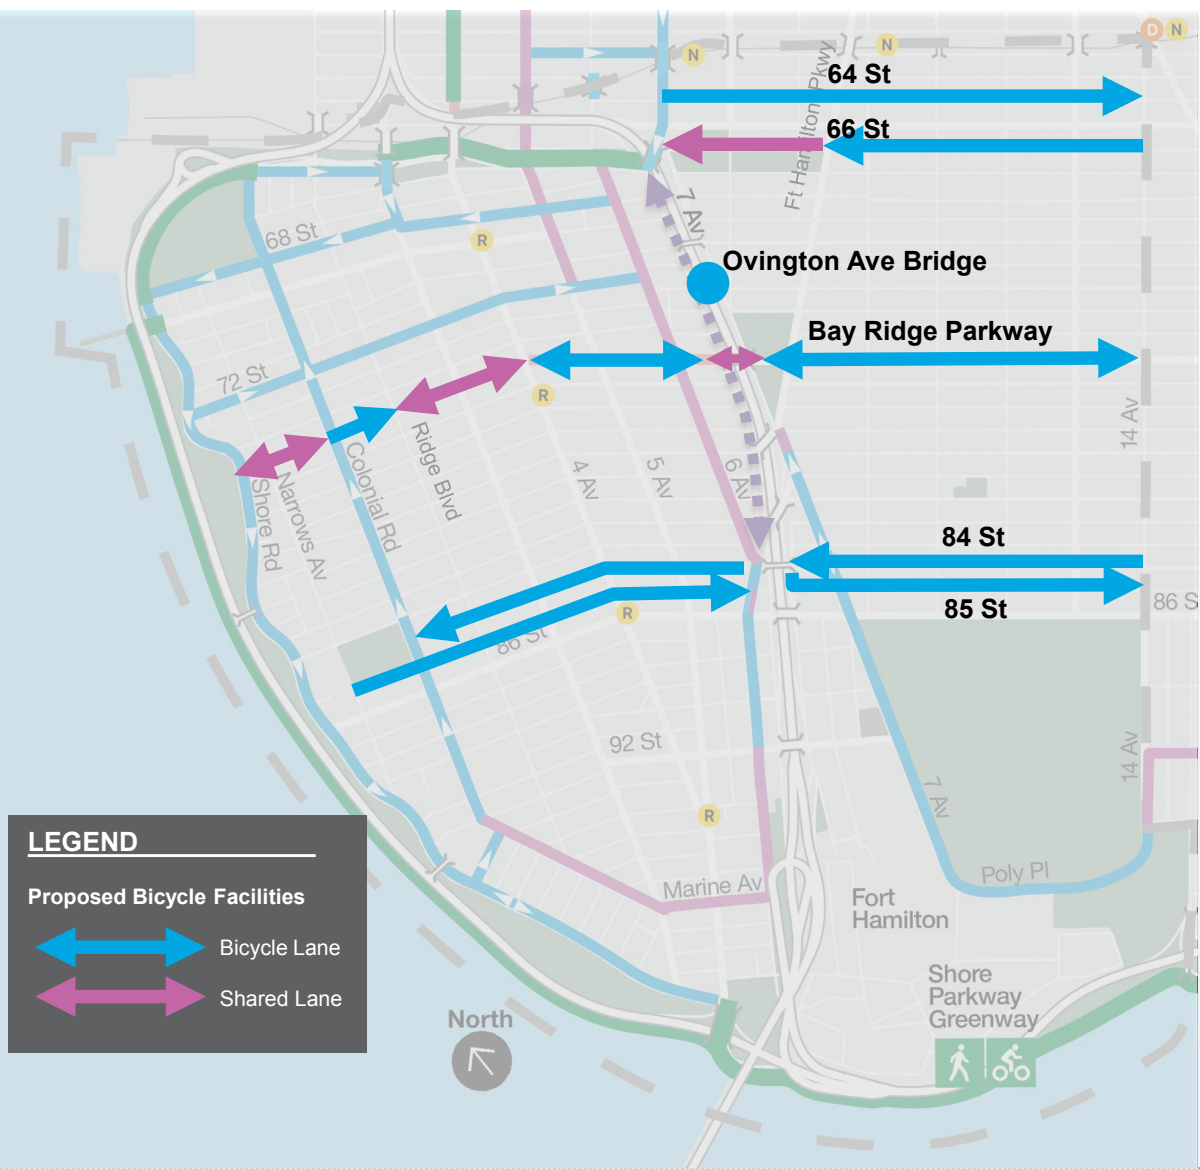 D
N
N
N
64 St
66 St
Ft Hamilton Pkwy
7 Av
68 St
R
Ovington Ave Bridge
Bay Ridge Parkway
72 St
R
14 Av
Ridge Blvd
Colonial Rd
Narrows Av
Shore Rd
4 Av
5 Av
6 Av
84 St
85 St
86 S
R
86 St
92 St
14 Av
7 Av
R
LEGEND
Proposed Bicycle Facilities
Bicycle Lane
Shared Lane
Marine Av
Poly Pl
Fort
Hamilton
Shore
Parkway
Greenway
North